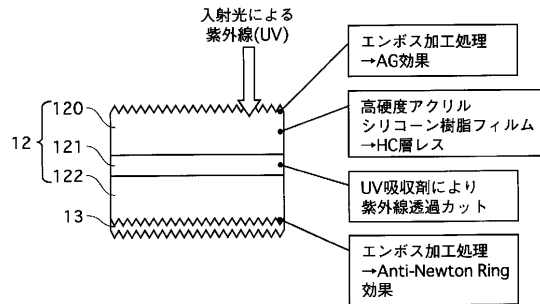 入射光による
紫外線(UV)
エンボス加工処理
→AG効果
高硬度アクリル
シリコーン樹脂フィルム
→HC層レス
UV吸収剤により
紫外線透過カット
エンボス加工処理
→Anti-Newton Ring
効果
12
120
121
122
13